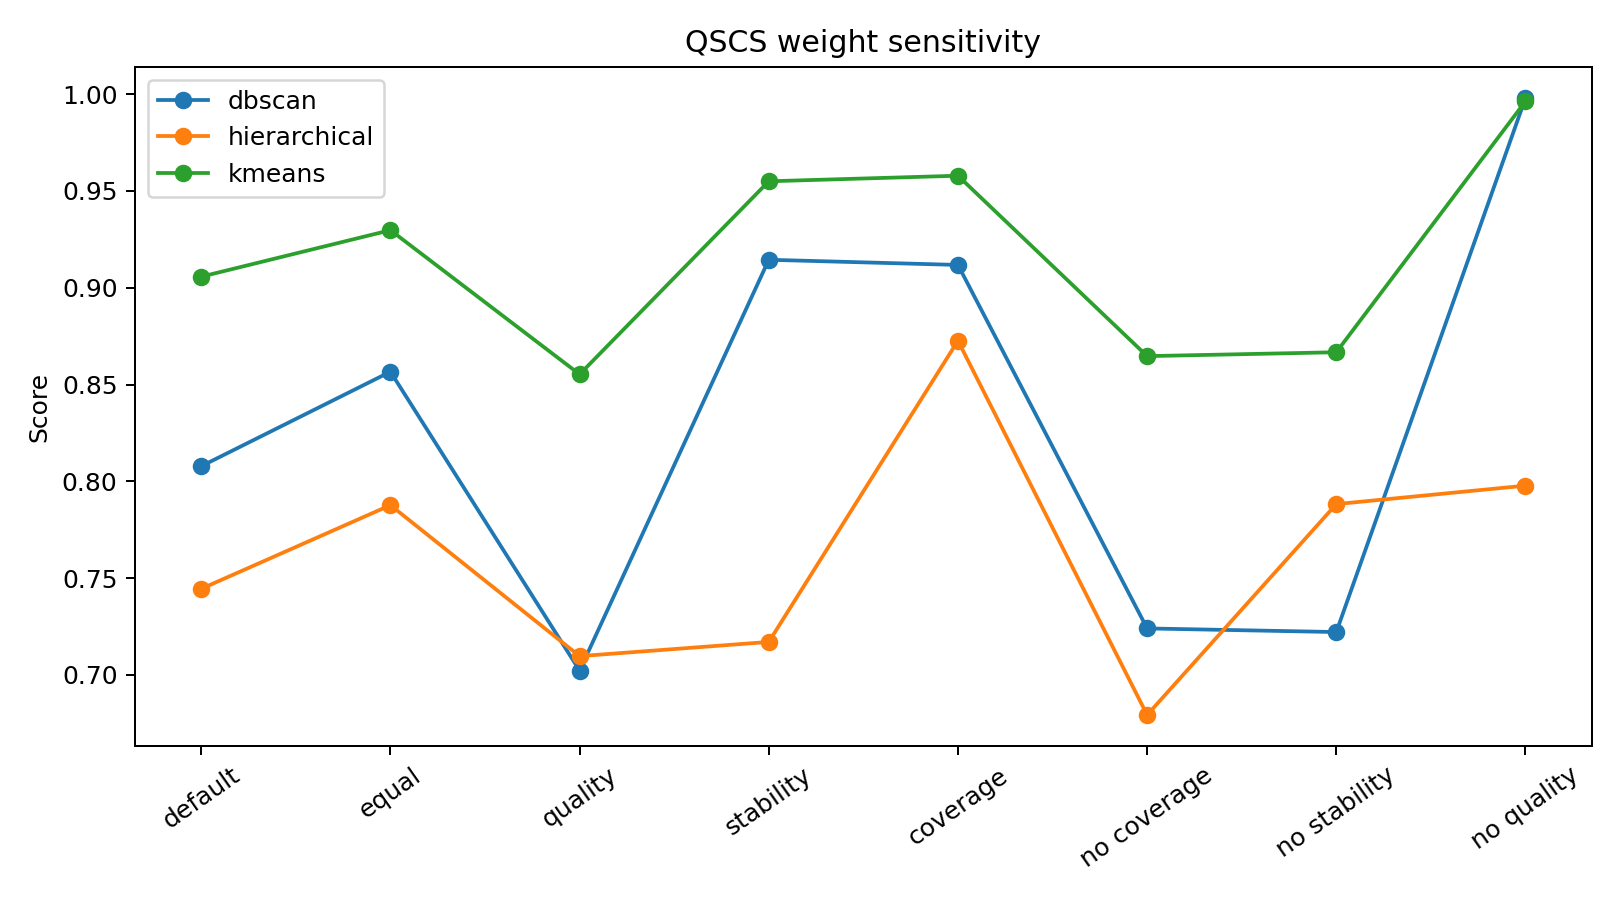 QSCS weight sensitivity
dbscan
hierarchical
kmeans
Score
1.00
0.95
0.90
0.85
0.80
0.75
0.70
default
equal
quality
stability
coverage
no coverage
no stability
no quality